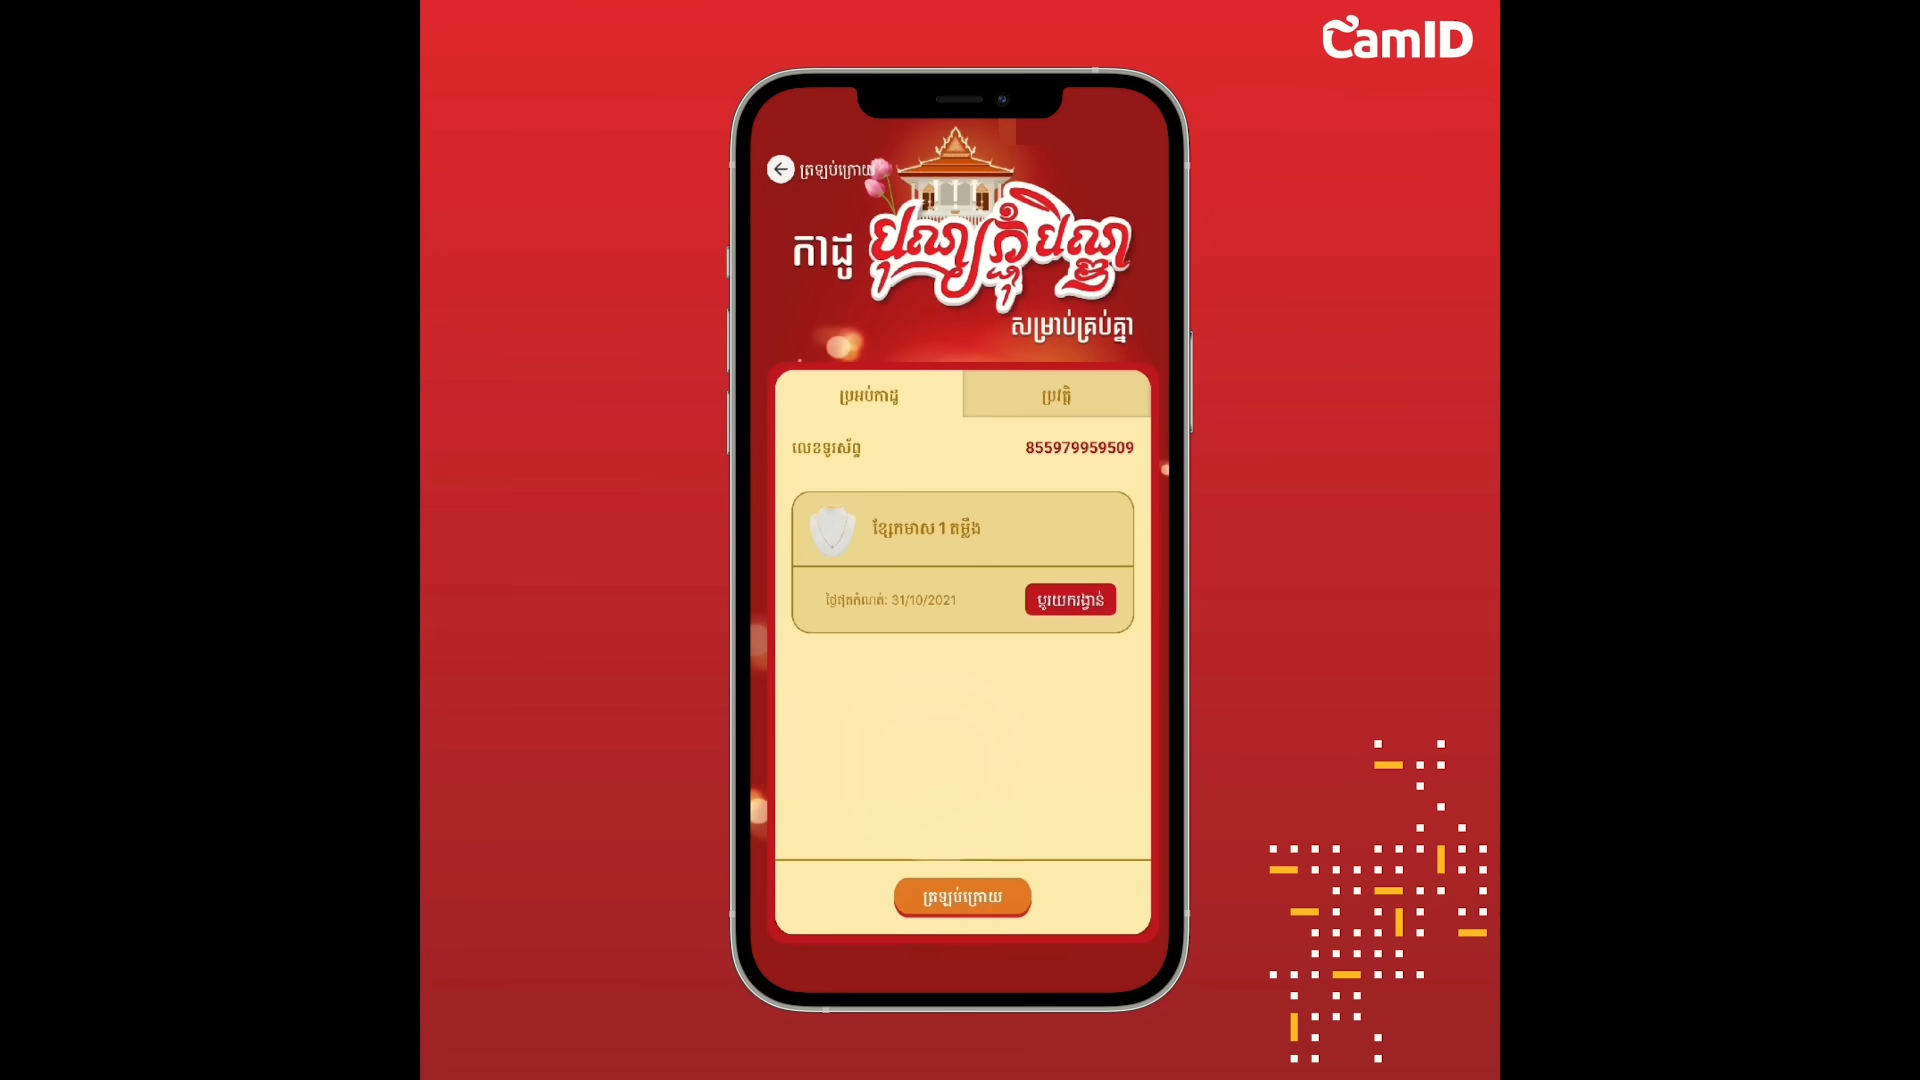 CamID
ត្រឡប់ក្រោយ
កាដូ បុណ្យភ្ជុំបិណ្ឌ
សម្រាប់គ្រប់គ្នា
ប្រអប់កាដូ
ប្រវត្តិ
លេខទូរស័ព្ទ
855979959509
ខ្សែកមាស 1 តម្លឹង
ថ្ងៃផុតកំណត់: 31/10/2021
ប្តូរយករង្វាន់
ត្រឡប់ក្រោយ